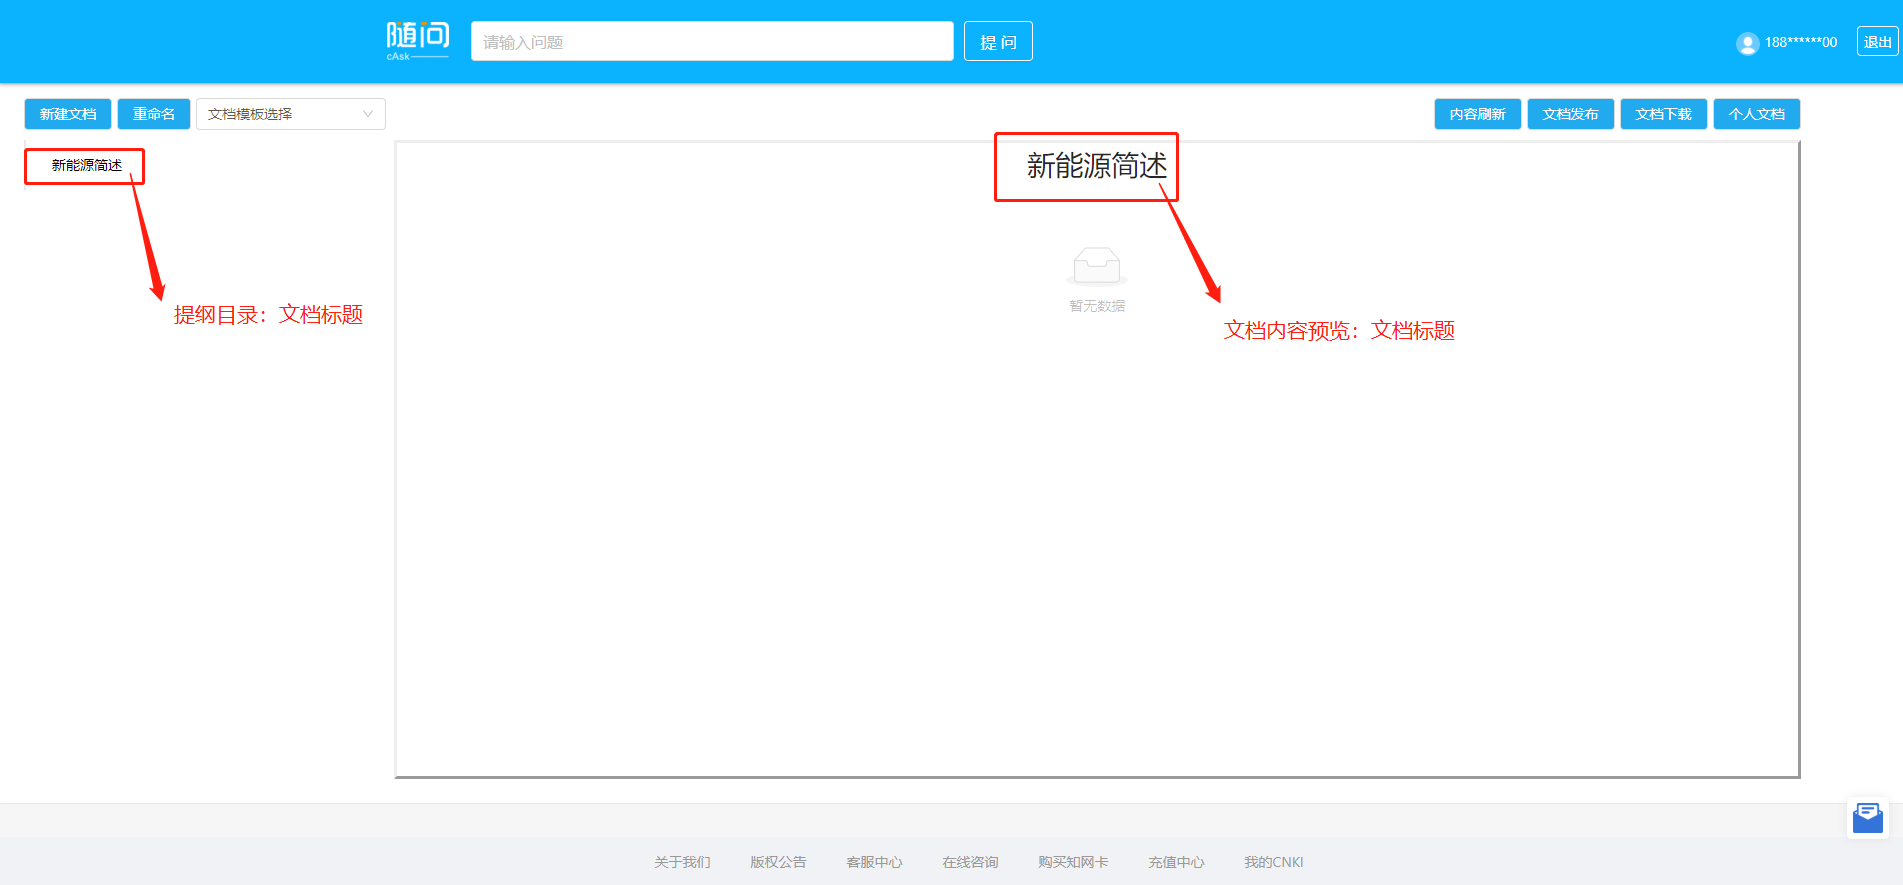 随问
cAsk
请输入问题
提 问
188******00
退出
新建文档
重命名
文档模板选择
内容刷新
文档发布
文档下载
个人文档
新能源简述
新能源简述
暂无数据
提纲目录：文档标题
文档内容预览：文档标题
关于我们
版权公告
客服中心
在线咨询
购买知网卡
充值中心
我的CNKI